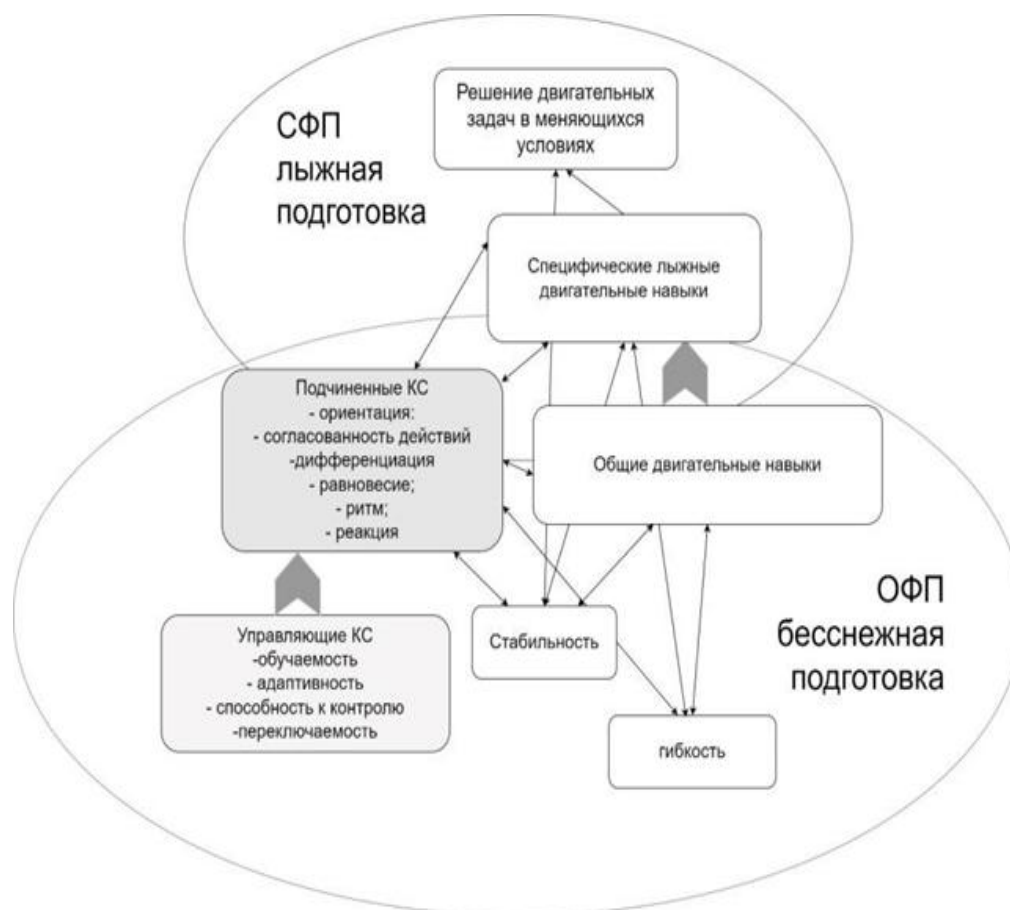 Решение двигательных
задач в меняющихся
условиях
СФП
лыжная
подготовка
Специфические лыжные
двигательные навыки
Подчиненные КС
- ориентация;
- согласованность действий
-дифференциация
- равновесие;
- ритм;
- реакция
Общие двигательные навыки
Управляющие КС
-обучаемость
- адаптивность
- способность к контролю
-переключаемость
Стабильность
ОФП
бесснежная
подготовка
гибкость